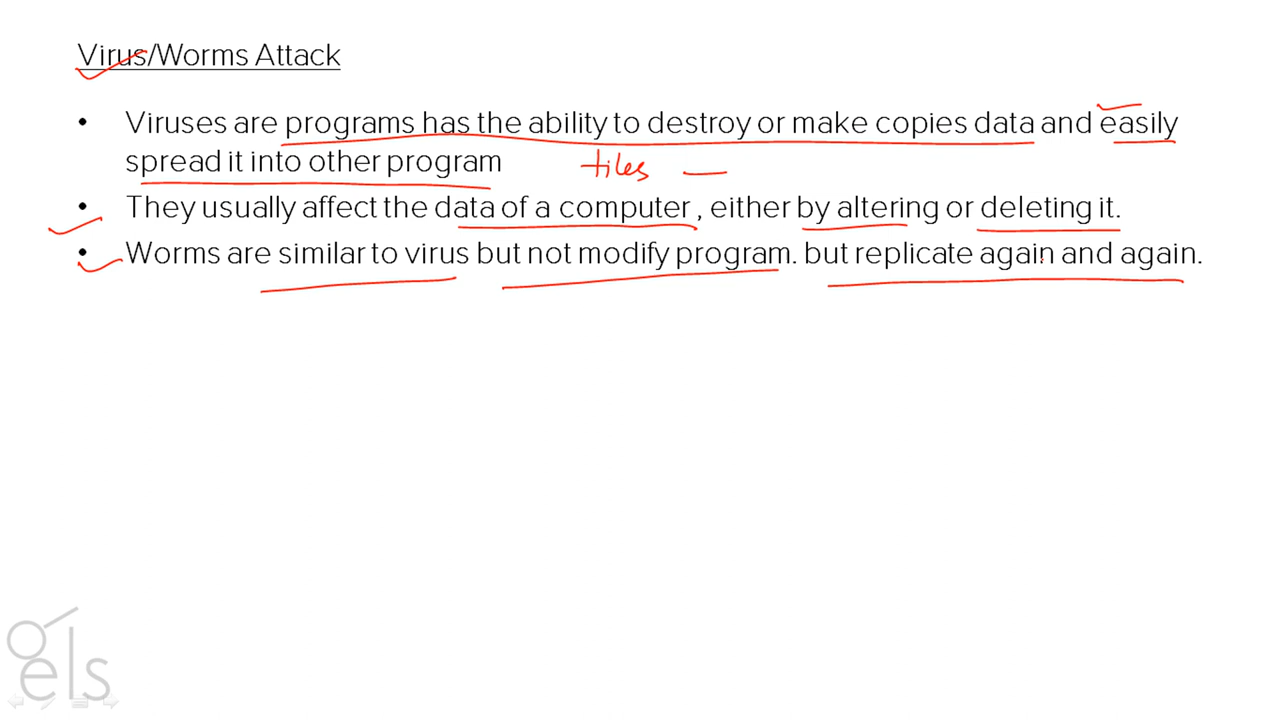 Virus/Worms Attack
• Viruses are programs has the ability to destroy or make copies data and easily
spread it into other program files
• They usually affect the data of a computer , either by altering or deleting it.
• Worms are similar to virus but not modify program. but replicate again and again.
els